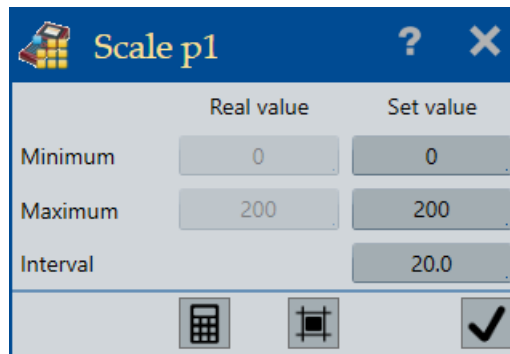 Scale p1 ?
Real value Set value
Minimum 0 0
Maximum 200 200
Interval 20.0